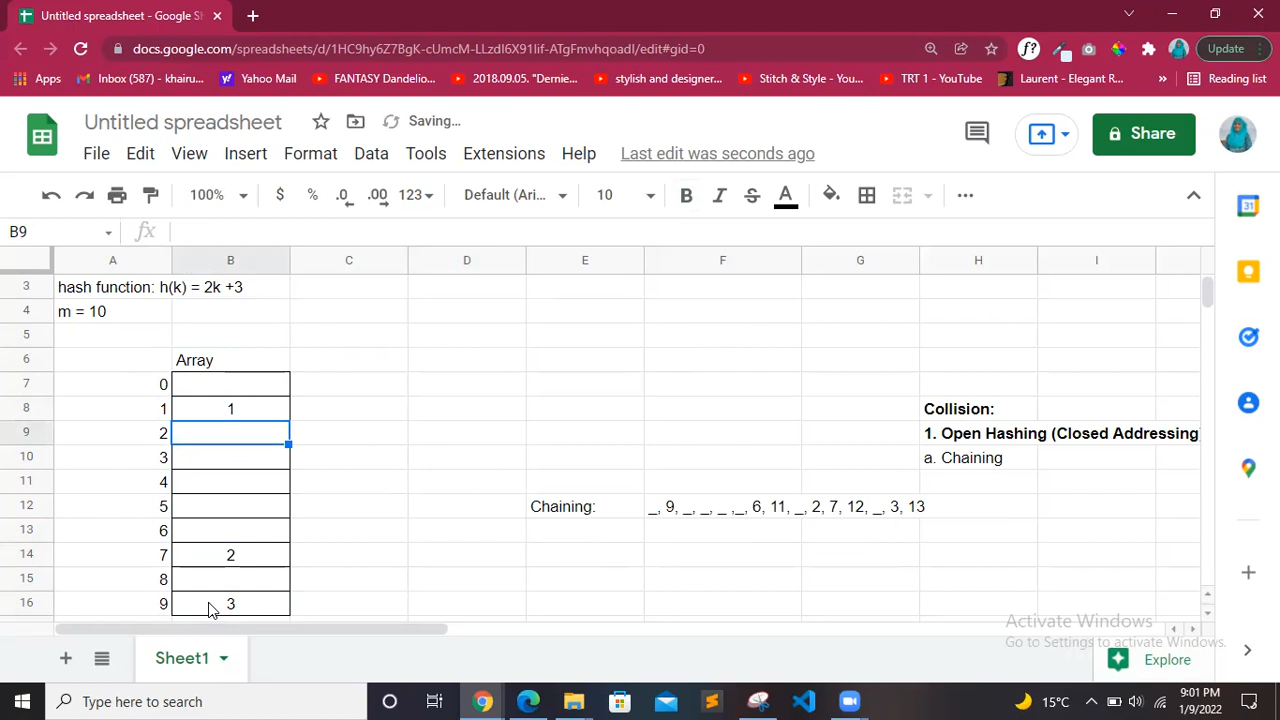 Untitled spreadsheet - Google Sh
docs.google.com/spreadsheets/d/1HC9hy6Z7BgK-cUmcM-LLzdI6X91Iif-ATgFmvhqoadI/edit#gid=0
Update
Apps
Inbox (587) - khairu...
Yahoo Mail
FANTASY Dandelio...
2018.09.05. "Dernie...
stylish and designer...
Stitch & Style - You...
TRT 1 - YouTube
Laurent - Elegant R...
Reading list
Untitled spreadsheet
Saving...
File Edit View Insert Format Data Tools Extensions Help Last edit was seconds ago
Share
100% $ % .0 .00 123 Default (Ari... 10 B I S A
B9 fx
A B C D E F G H I
3 hash function: h(k) = 2k +3
4 m = 10
5
6 Array
7 0
8 1 1 Collision:
9 2 1. Open Hashing (Closed Addressing)
10 3 a. Chaining
11 4
12 5 Chaining: _, 9, _, _, _ ,_, 6, 11, _, 2, 7, 12, _, 3, 13
13 6
14 7 2
15 8
16 9 3
Activate Windows
Go to Settings to activate Windows.
Sheet1
Explore
Type here to search
15°C
9:01 PM
1/9/2022